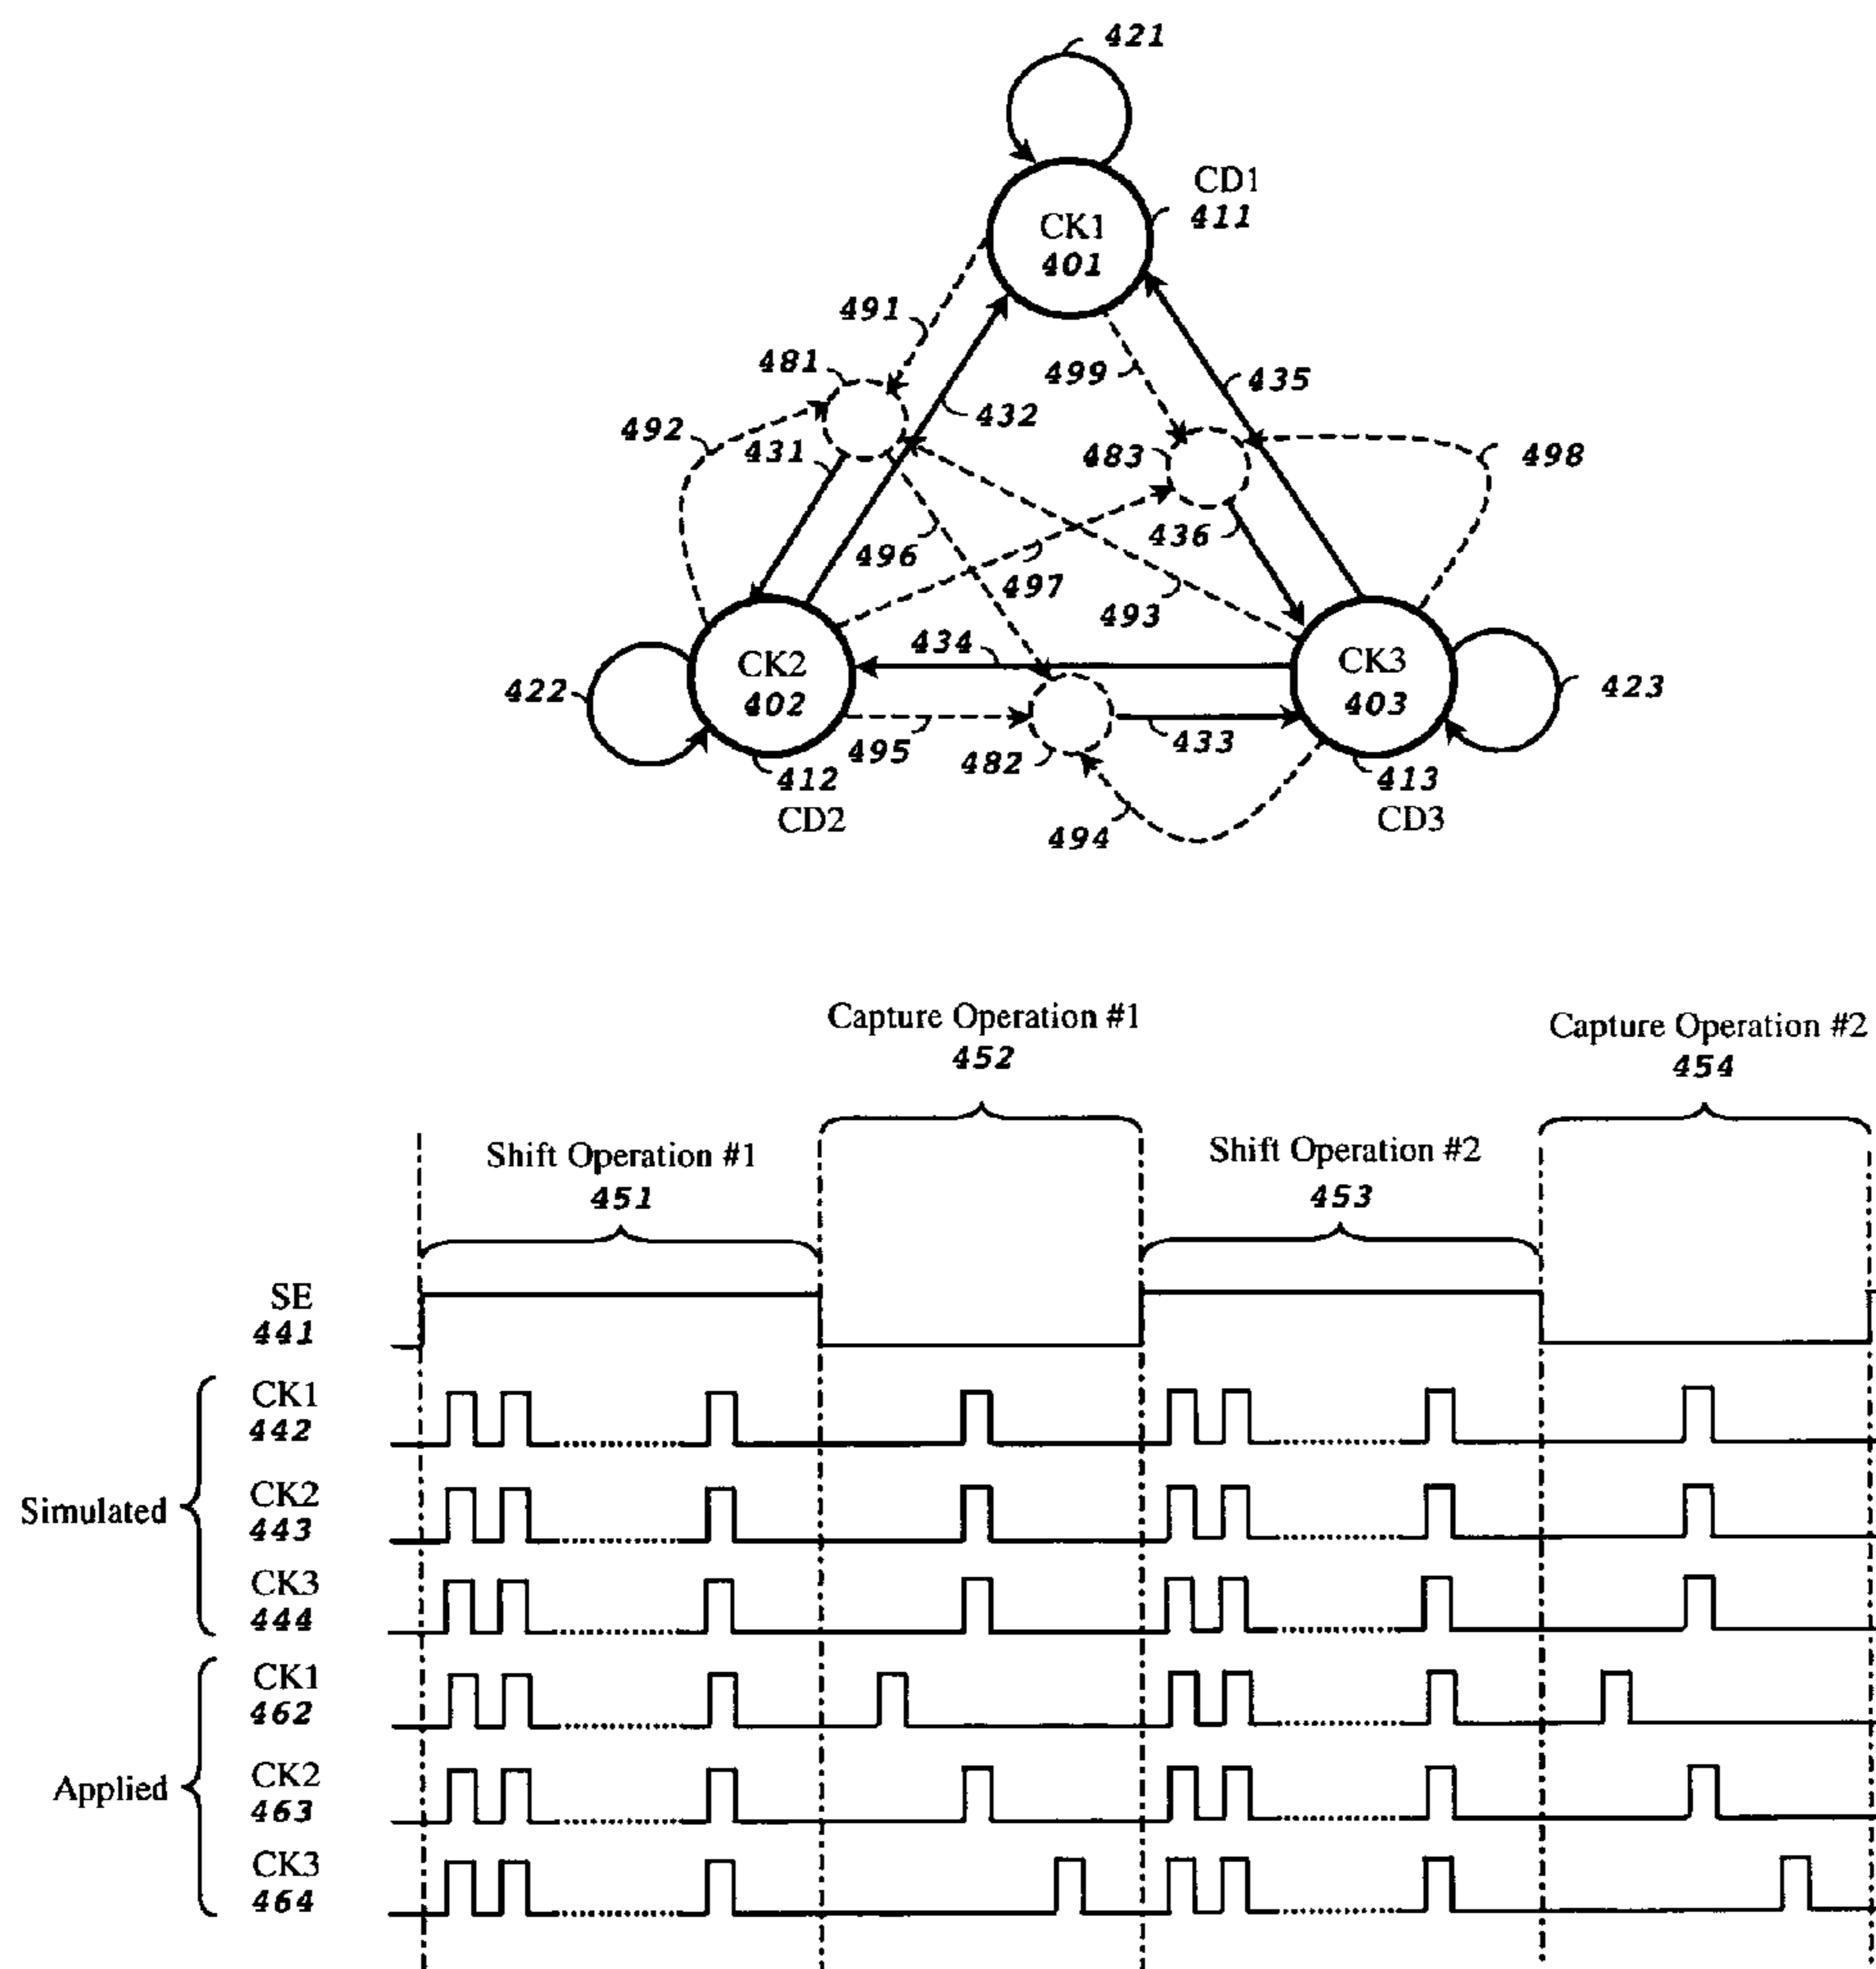 421
CD1
411
CK1
401
491
481
499
435
432
492
431
483
498
496
436
497
493
434
CK2
402
CK3
403
422
423
495
482
433
412
CD2
413
CD3
494
Capture Operation #1
452
Capture Operation #2
454
Shift Operation #1
451
Shift Operation #2
453
SE
441
Simulated
CK1
442
CK2
443
CK3
444
Applied
CK1
462
CK2
463
CK3
464